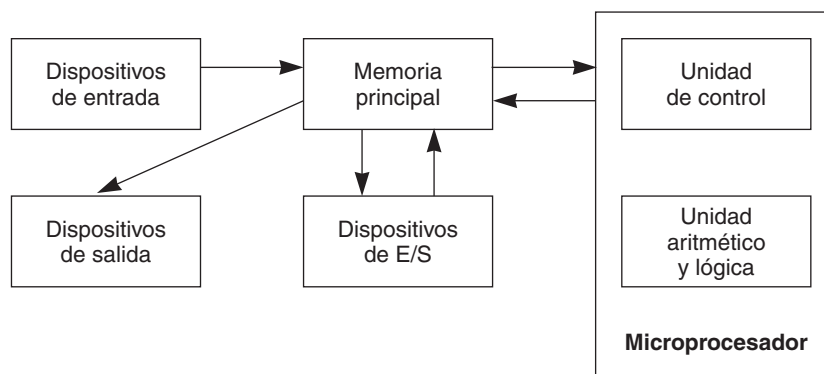 Dispositivos
de entrada
Memoria
principal
Unidad
de control
Dispositivos
de salida
Dispositivos
de E/S
Unidad
aritmético
y lógica
Microprocesador